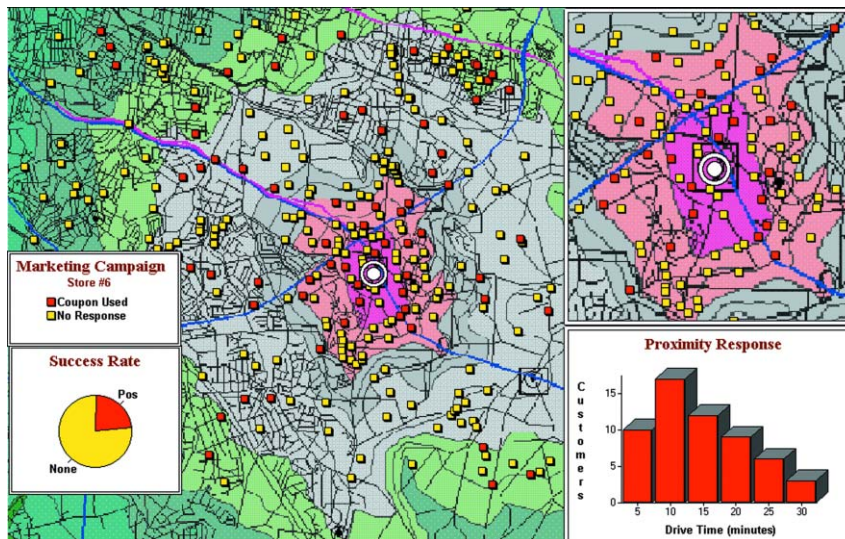 Marketing Campaign
Store #6
Coupon Used
No Response
Success Rate
Pos
None
Proximity Response
Customers
15
10
5
0
5 10 15 20 25 30
Drive Time (minutes)